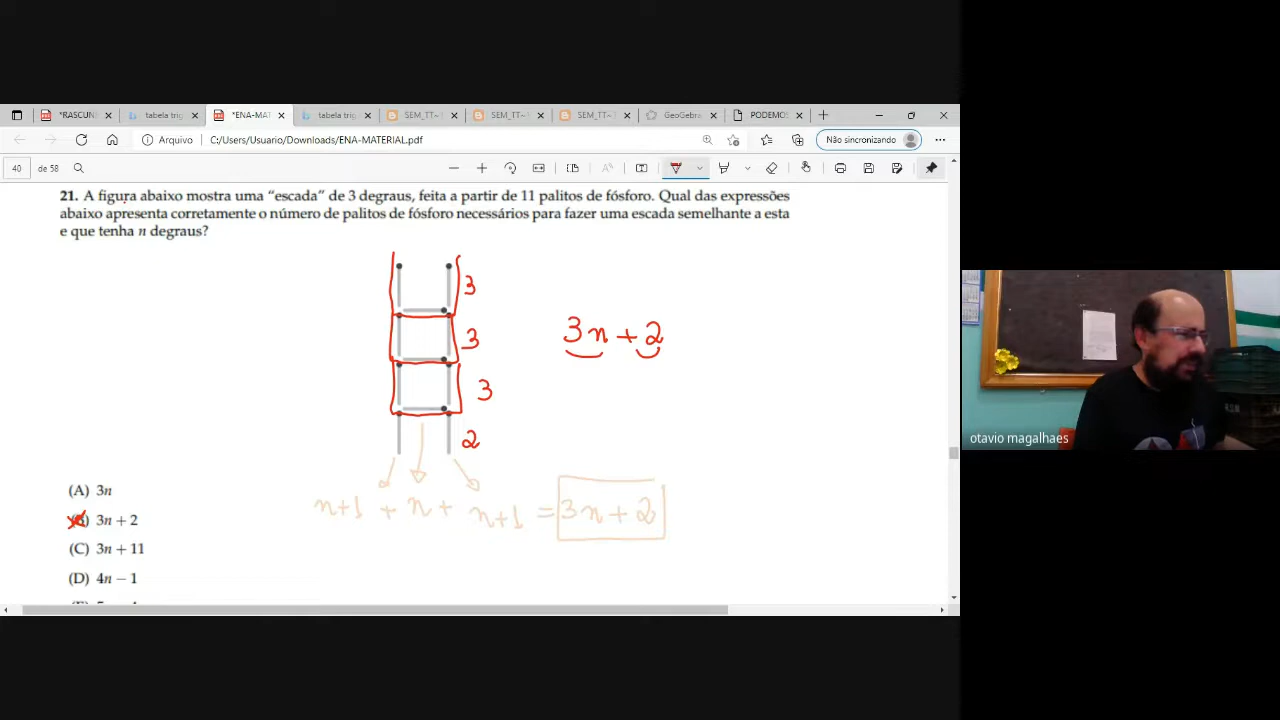 *RASCUN
tabela trig
*ENA-MAT
tabela trig
SEM_TT~
SEM_TT~1
SEM_TT~
GeoGebra
PODEMOS
Arquivo
C:/Users/Usuario/Downloads/ENA-MATERIAL.pdf
Não sincronizando
40 de 58
21. A figura abaixo mostra uma “escada” de 3 degraus, feita a partir de 11 palitos de fósforo. Qual das expressões
abaixo apresenta corretamente o número de palitos de fósforo necessários para fazer uma escada semelhante a esta
e que tenha n degraus?
3
3
3n + 2
3
2
n+1 + n + n+1 = 3n + 2
(A) 3n
(B) 3n + 2
(C) 3n + 11
(D) 4n − 1
otavio magalhaes